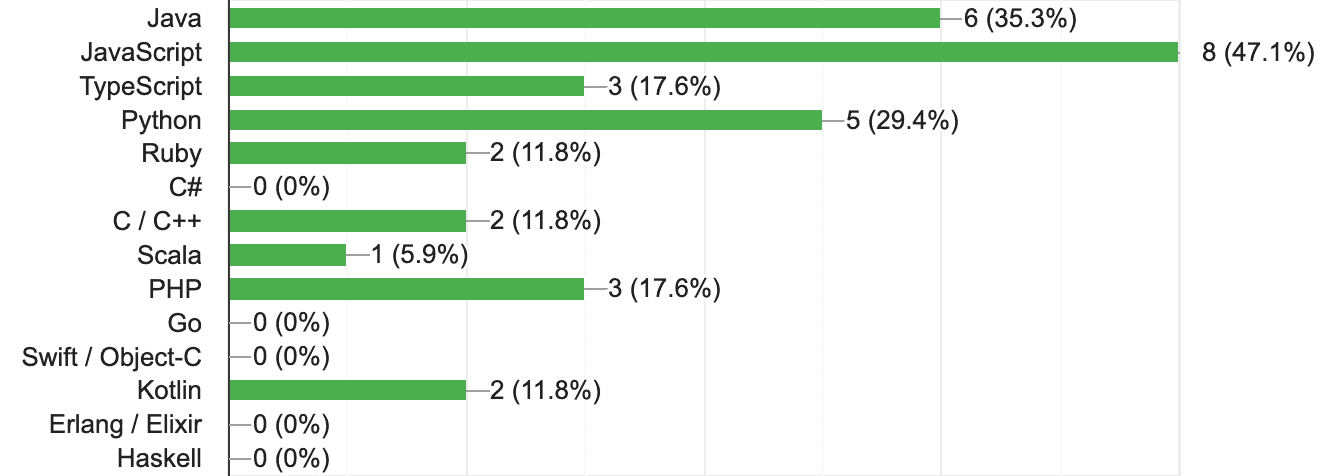 Java 6 (35.3%)
JavaScript 8 (47.1%)
TypeScript 3 (17.6%)
Python 5 (29.4%)
Ruby 2 (11.8%)
C# 0 (0%)
C / C++ 2 (11.8%)
Scala 1 (5.9%)
PHP 3 (17.6%)
Go 0 (0%)
Swift / Object-C 0 (0%)
Kotlin 2 (11.8%)
Erlang / Elixir 0 (0%)
Haskell 0 (0%)